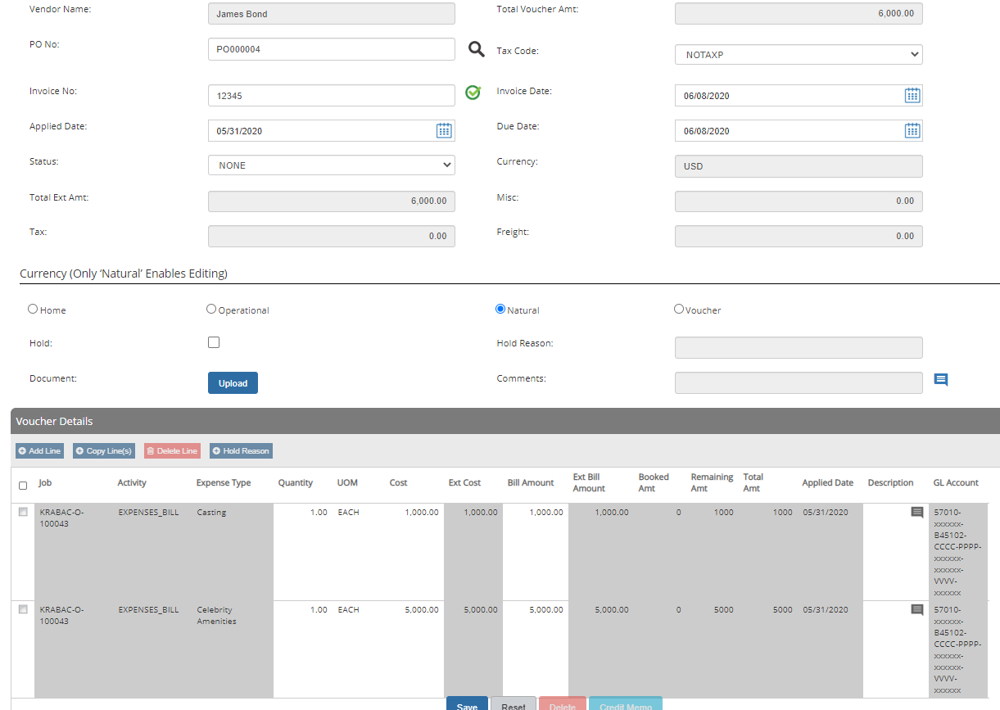 Vendor Name: James Bond Total Voucher Amt: 6,000.00
PO No: PO000004 Tax Code: NOTAXP
Invoice No: 12345 Invoice Date: 06/08/2020
Applied Date: 05/31/2020 Due Date: 06/08/2020
Status: NONE Currency: USD
Total Ext Amt: 6,000.00 Misc: 0.00
Tax: 0.00 Freight: 0.00
Currency (Only ‘Natural’ Enables Editing)
Home Operational Natural Voucher
Hold: Hold Reason:
Document: Upload Comments:
Voucher Details
Add Line Copy Line(s) Delete Line Hold Reason
Job Activity Expense Type Quantity UOM Cost Ext Cost Bill Amount Ext Bill Booked Remaining Total Applied Date Description GL Account
Amount Amt Amt Amt
KRABAC-O- EXPENSES_BILL Casting 1.00 EACH 1,000.00 1,000.00 1,000.00 1,000.00 0 1000 1000 05/31/2020 57010-
100043 xxxxxx-
B45102-
CCCC-PPPP-
xxxxxx-
xxxxxx-
VVVV-
xxxxxx
KRABAC-O- EXPENSES_BILL Celebrity 1.00 EACH 5,000.00 5,000.00 5,000.00 5,000.00 0 5000 5000 05/31/2020 57010-
100043 Amenities xxxxxx-
B45102-
CCCC-PPPP-
xxxxxx-
xxxxxx-
VVVV-
xxxxxx
Save Reset Delete Credit Memo